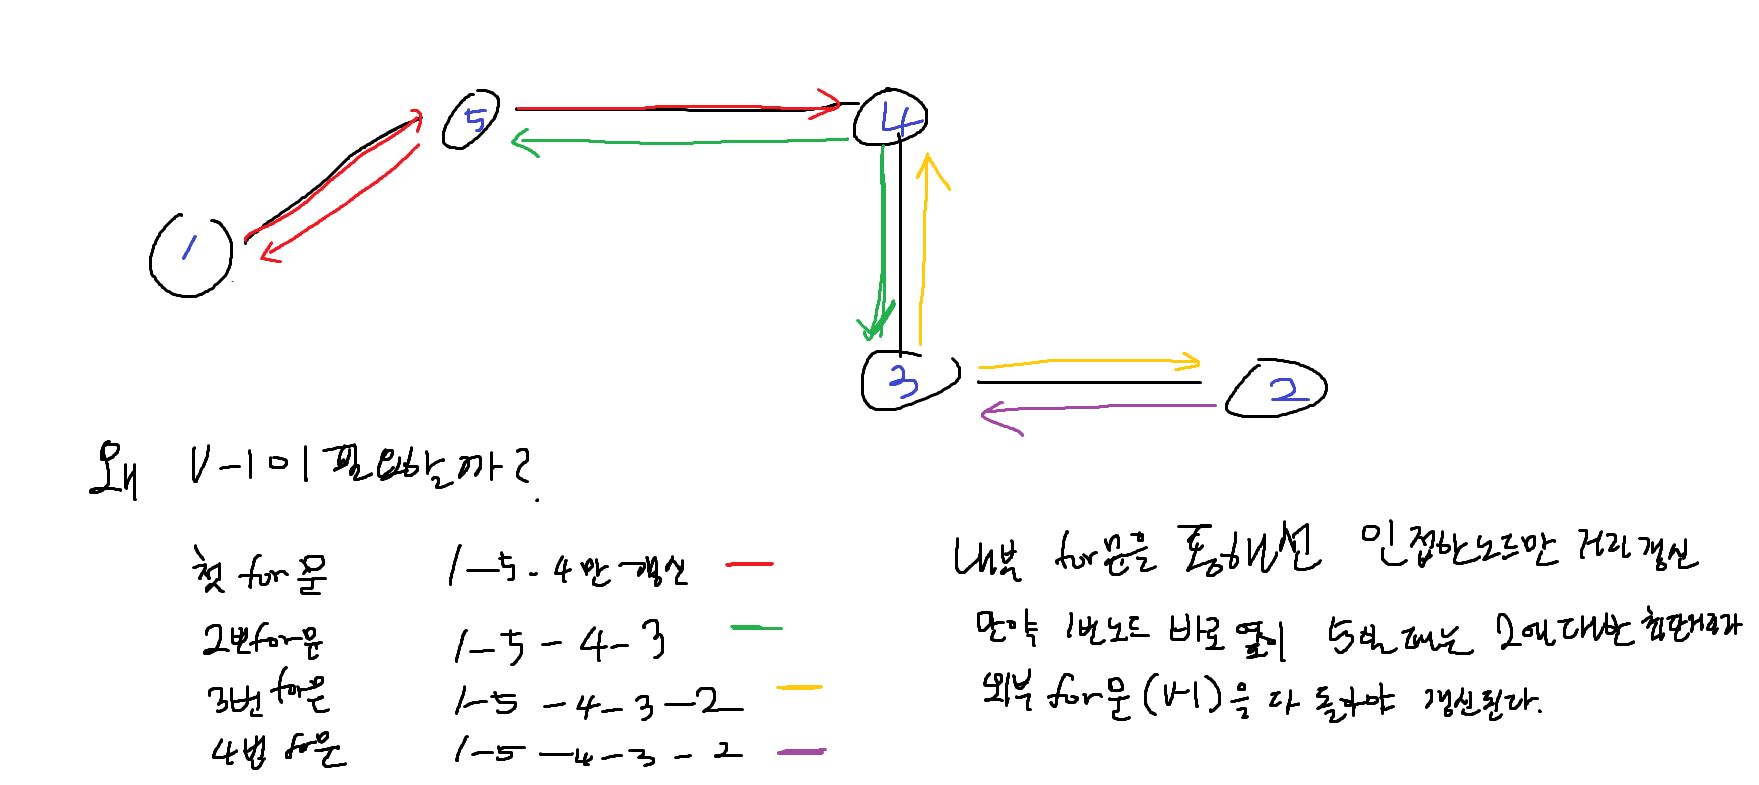 5
4
1
3
2
왜 V-1이 필요할까?
첫 for문 1-5-4만 갱신
2번for문 1-5-4-3
3번 for문 1-5-4-3-2
4번 for문 1-5-4-3-2
내부 for문을 통해선 인접한노드만 거리갱신
만약 1번노드 바로 옆이 5일때는 2에대한 최단거리가
외부 for문(V-1)을 다 돌아야 갱신된다.